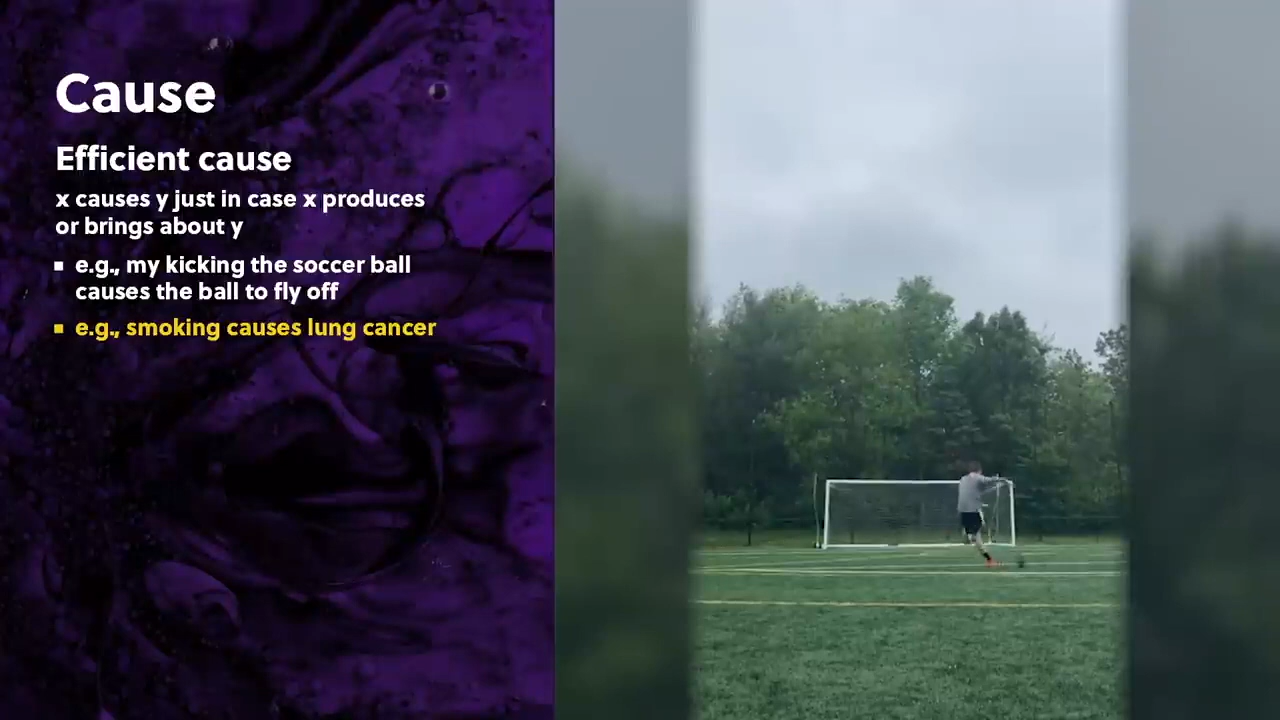 Cause
Efficient cause
x causes y just in case x produces
or brings about y
▪ e.g., my kicking the soccer ball
causes the ball to fly off
▪ e.g., smoking causes lung cancer